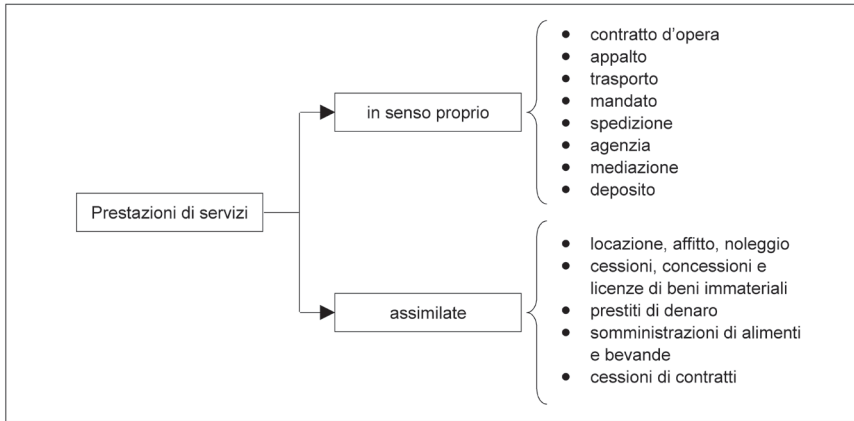 Prestazioni di servizi
in senso proprio
● contratto d'opera
● appalto
● trasporto
● mandato
● spedizione
● agenzia
● mediazione
● deposito
assimilate
● locazione, affitto, noleggio
● cessioni, concessioni e
licenze di beni immateriali
● prestiti di denaro
● somministrazioni di alimenti
e bevande
● cessioni di contratti